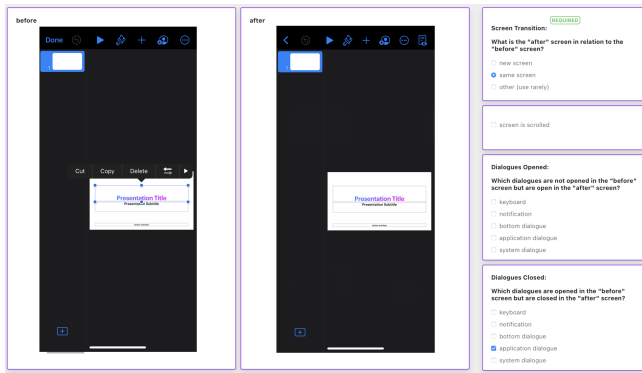 before
Done
1
Cut Copy Delete
Presentation Title
Presentation Subtitle
after
1
Presentation Title
Presentation Subtitle
REQUIRED
Screen Transition:
What is the "after" screen in relation to the
"before" screen?
new screen
same screen
other (use rarely)
screen is scrolled
Dialogues Opened:
Which dialogues are not opened in the "before"
screen but are open in the "after" screen?
keyboard
notification
bottom dialogue
application dialogue
system dialogue
Dialogues Closed:
Which dialogues are opened in the "before"
screen but are closed in the "after" screen?
keyboard
notification
bottom dialogue
application dialogue
system dialogue